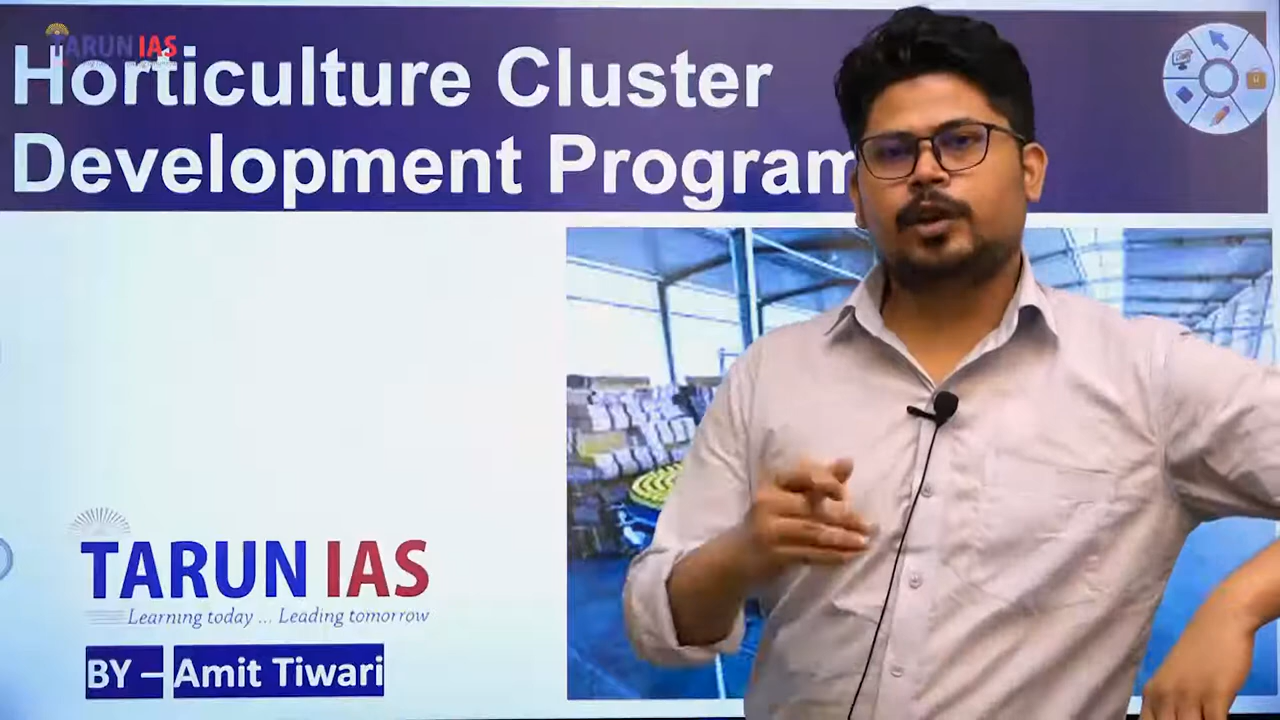 TARUN IAS
Horticulture Cluster
Development Program
TARUN IAS
Learning today ... Leading tomorrow
BY – Amit Tiwari